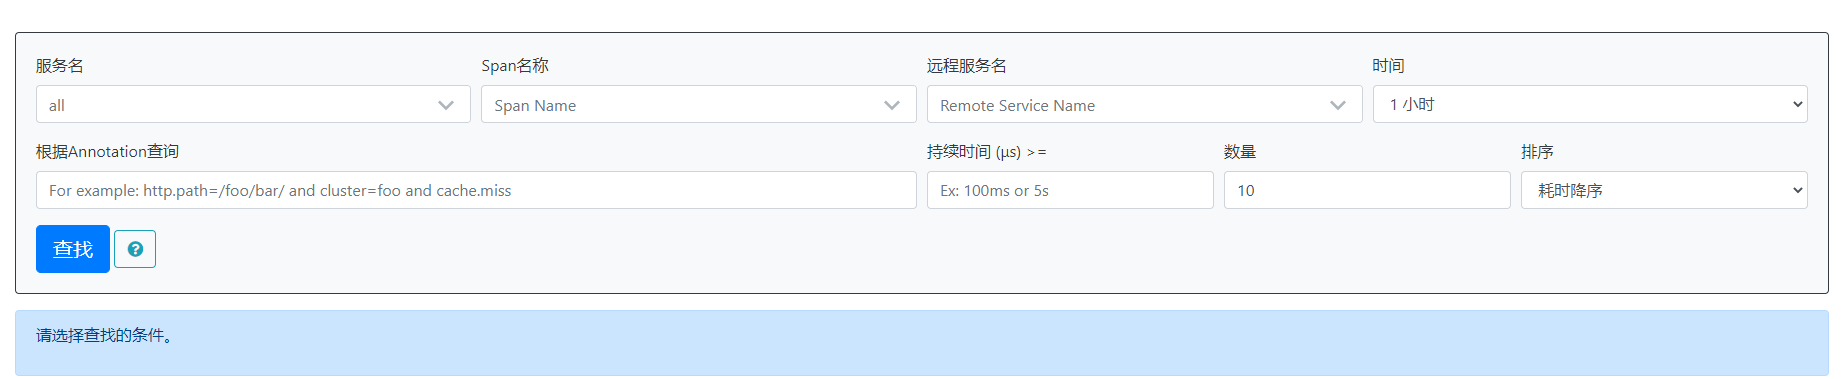 服务名 Span名称 远程服务名 时间
all Span Name Remote Service Name 1 小时
根据Annotation查询 持续时间 (μs) >= 数量 排序
For example: http.path=/foo/bar/ and cluster=foo and cache.miss Ex: 100ms or 5s 10 耗时降序
查找 ?
请选择查找的条件。